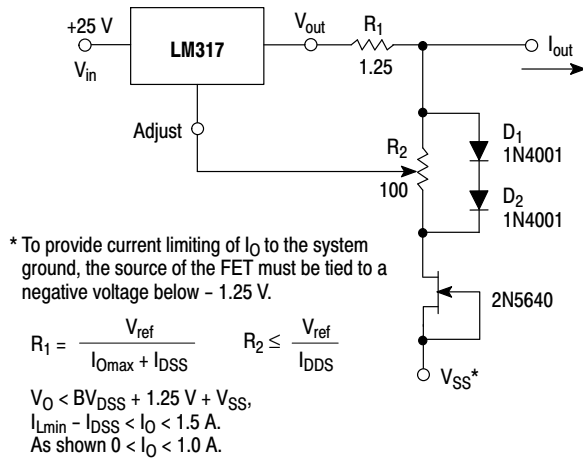 +25 V
V_in
LM317
V_out
R_1
1.25
I_out
Adjust
R_2
100
D_1
1N4001
D_2
1N4001
* To provide current limiting of I_O to the system
ground, the source of the FET must be tied to a
negative voltage below – 1.25 V.
2N5640
R_1 = V_ref / (I_Omax + I_DSS)
R_2 ≤ V_ref / I_DDS
V_SS*
V_O < BV_DSS + 1.25 V + V_SS,
I_Lmin – I_DSS < I_O < 1.5 A.
As shown 0 < I_O < 1.0 A.